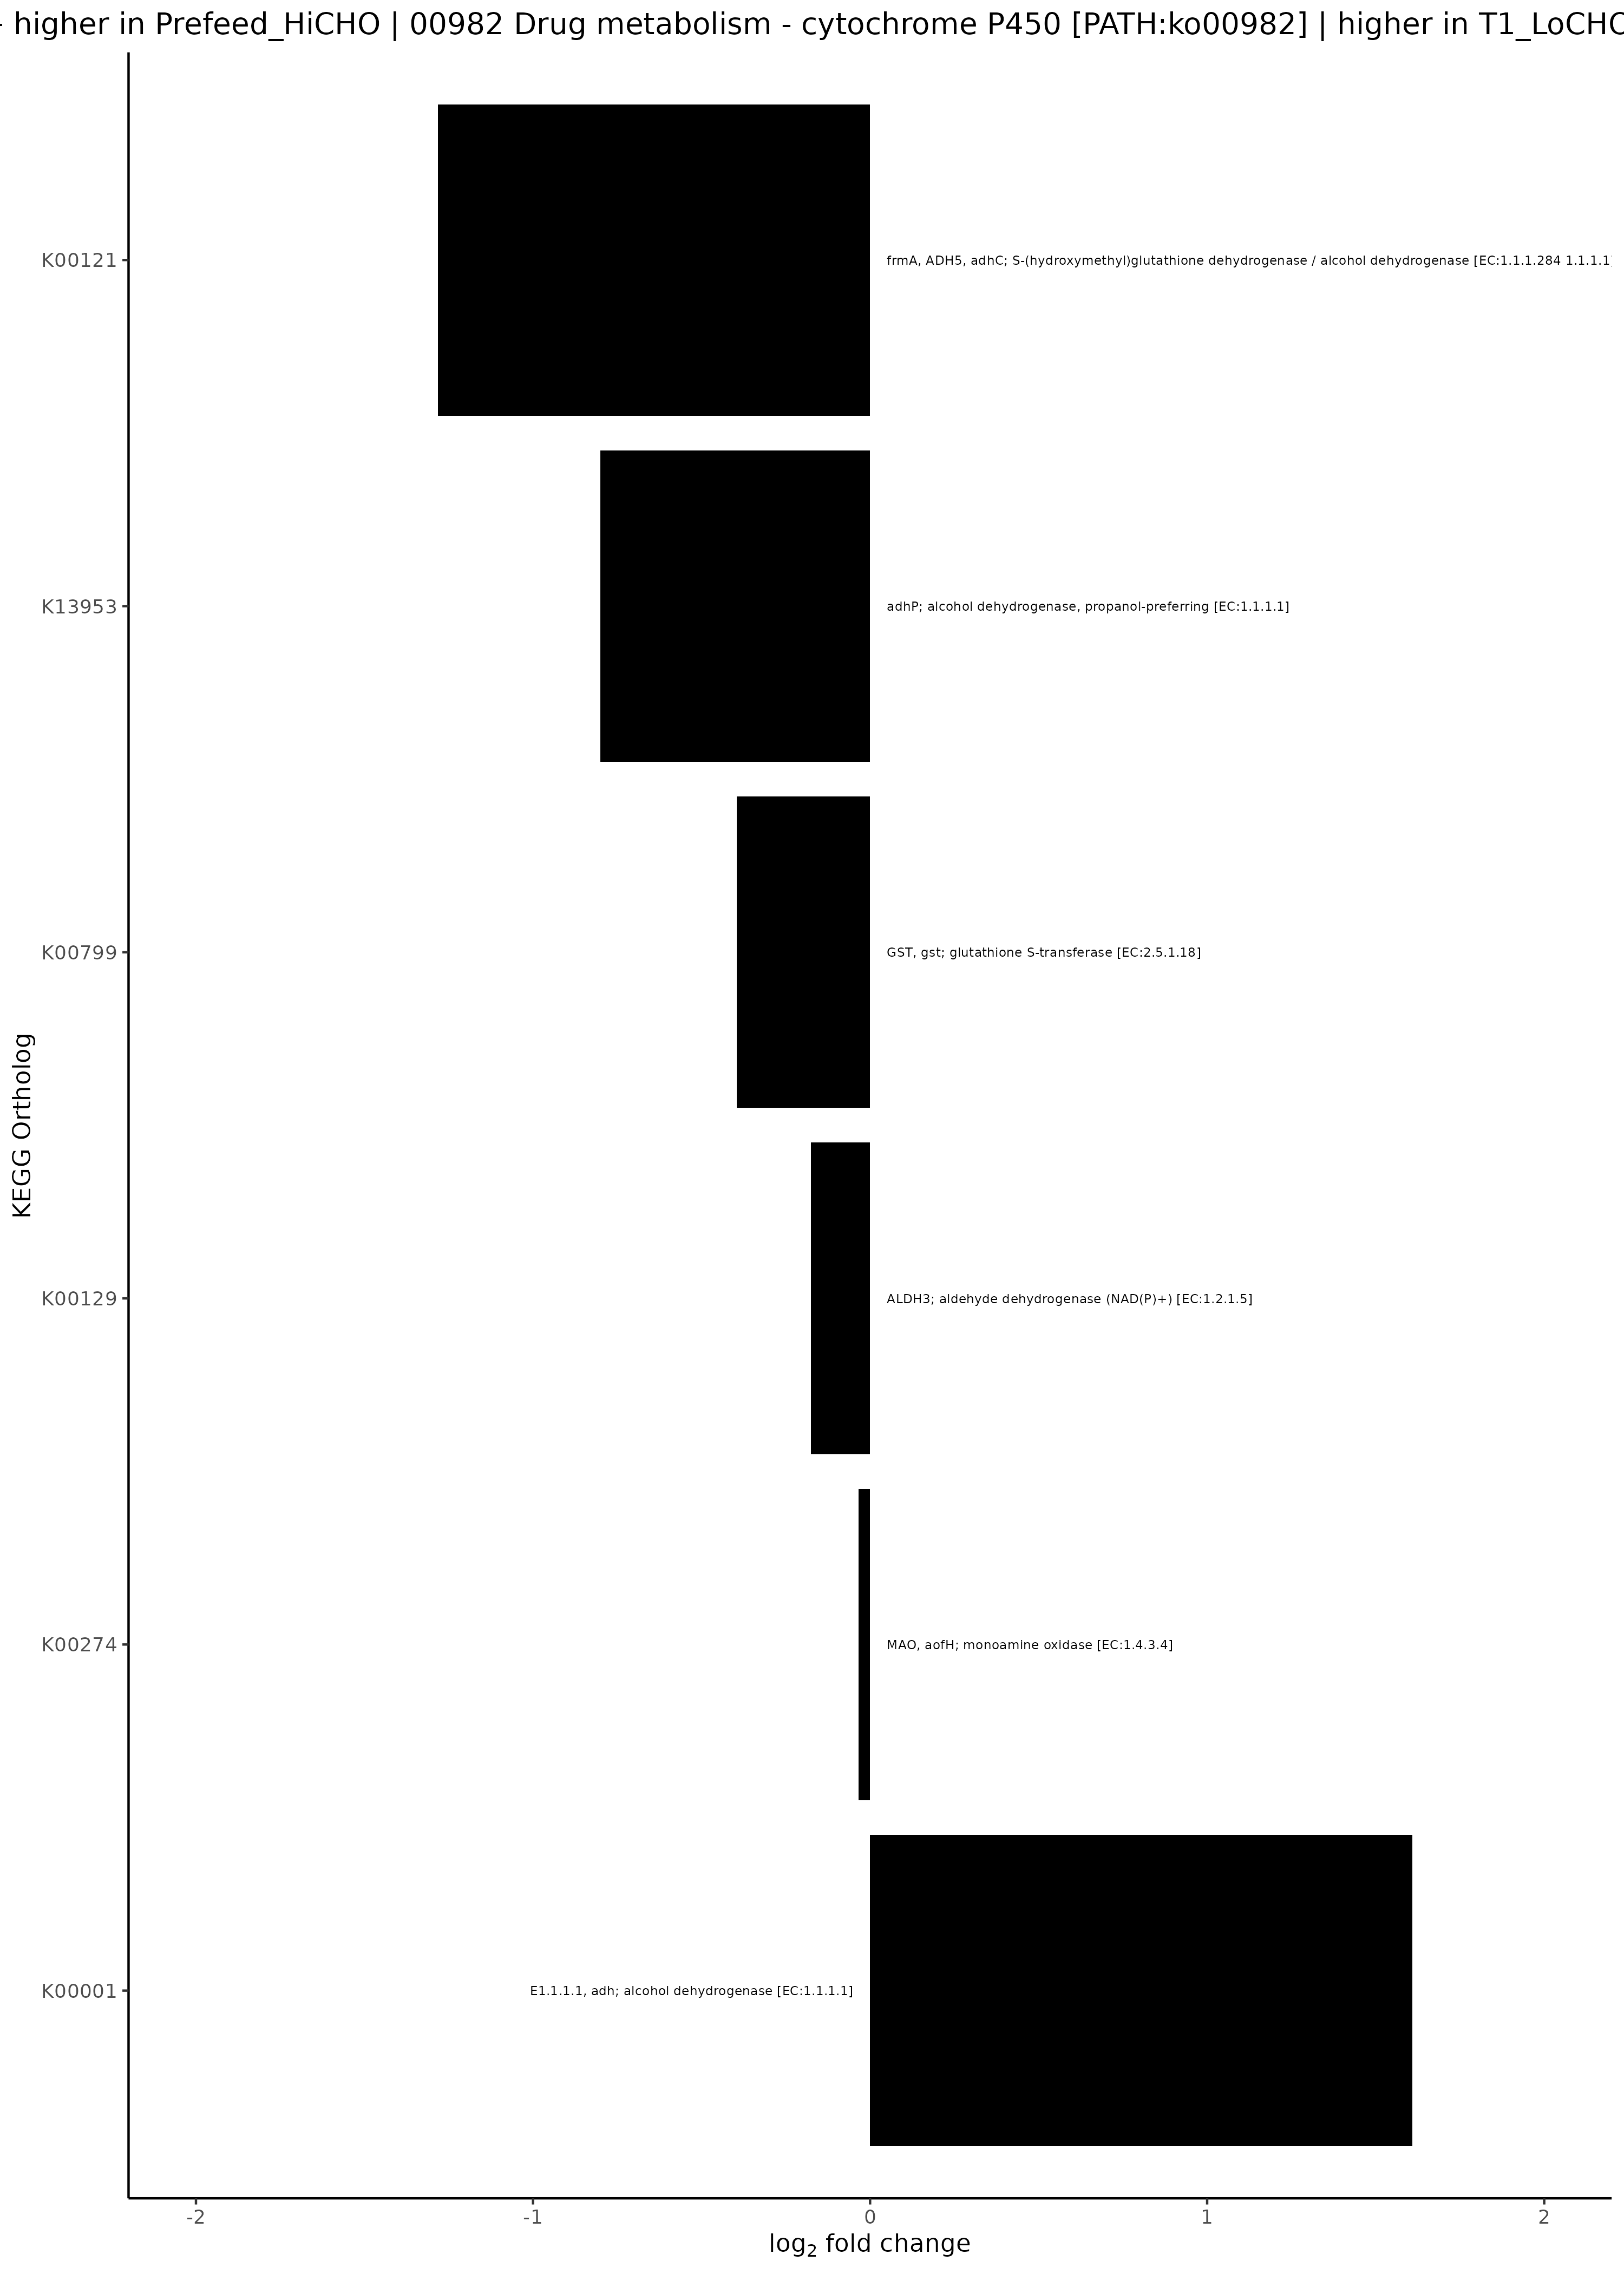 higher in Prefeed_HiCHO | 00982 Drug metabolism - cytochrome P450 [PATH:ko00982] | higher in T1_LoCHO
K00121
frmA, ADH5, adhC; S-(hydroxymethyl)glutathione dehydrogenase / alcohol dehydrogenase [EC:1.1.1.284 1.1.1.1]
K13953
adhP; alcohol dehydrogenase, propanol-preferring [EC:1.1.1.1]
K00799
GST, gst; glutathione S-transferase [EC:2.5.1.18]
KEGG Ortholog
K00129
ALDH3; aldehyde dehydrogenase (NAD(P)+) [EC:1.2.1.5]
K00274
MAO, aofH; monoamine oxidase [EC:1.4.3.4]
K00001
E1.1.1.1, adh; alcohol dehydrogenase [EC:1.1.1.1]
-2 -1 0 1 2
log2 fold change